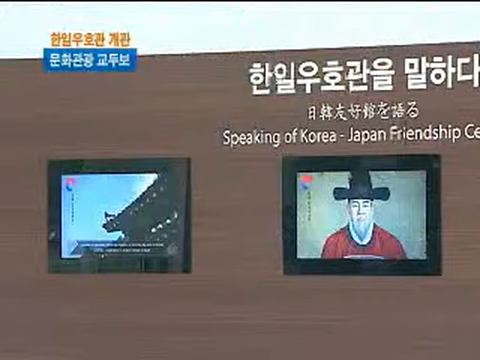 한일우호관 개관
문화관광 교두보
한일우호관을 말하다
日韓友好館を語る
Speaking of Korea - Japan Friendship Ce